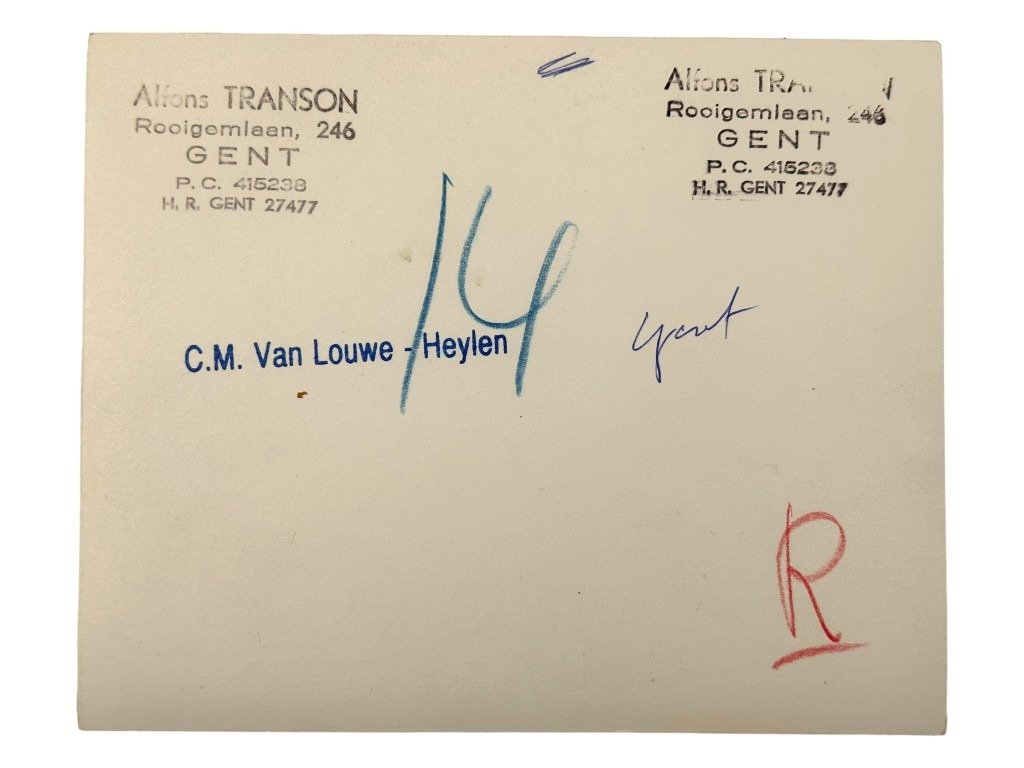 Alfons TRANSON
Rooigemlaan, 246
GENT
P. C. 415238
H. R. GENT 27477
Alfons TRA N
Rooigemlaan, 246
GENT
P. C. 415238
H. R. GENT 27477
14
C.M. Van Louwe - Heylen
R